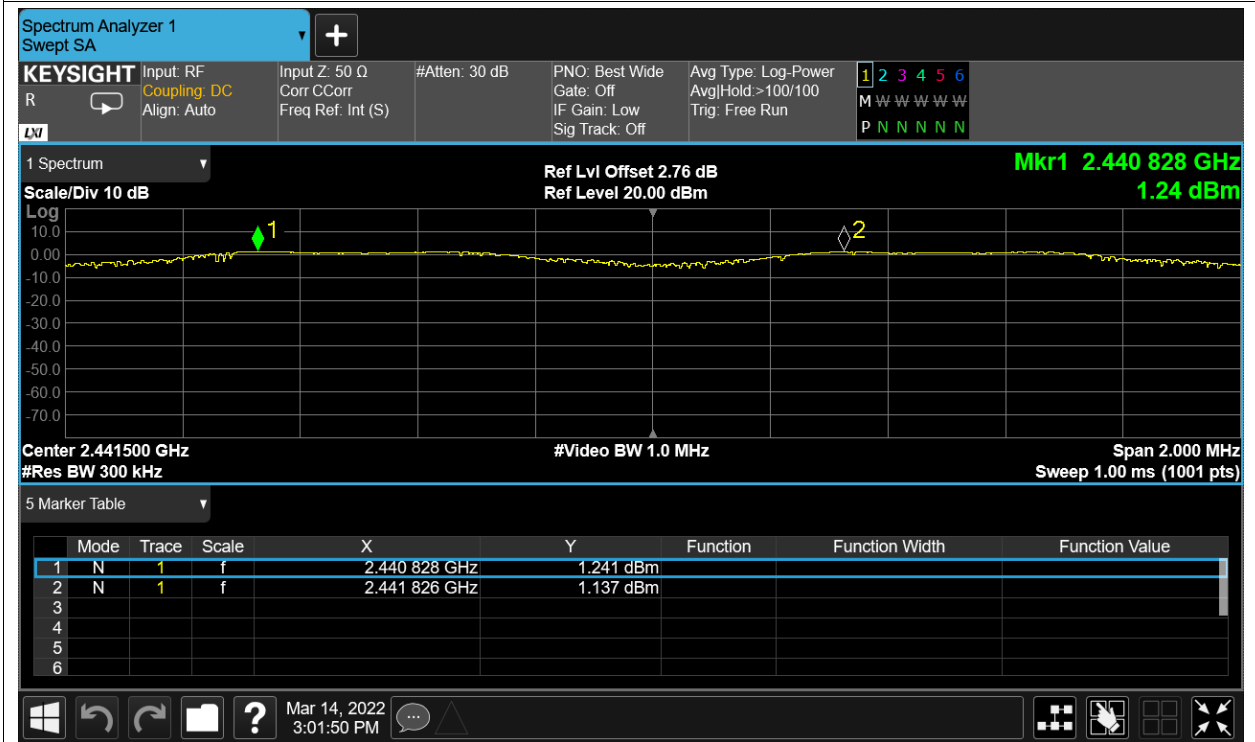 Spectrum Analyzer 1
Swept SA
KEYSIGHT
R
LXI
Input: RF
Coupling: DC
Align: Auto
Input Z: 50 Ω
Corr CCorr
Freq Ref: Int (S)
#Atten: 30 dB
PNO: Best Wide
Gate: Off
IF Gain: Low
Sig Track: Off
Avg Type: Log-Power
Avg|Hold:>100/100
Trig: Free Run
1 2 3 4 5 6
M W W W W W
P N N N N N
1 Spectrum
Scale/Div 10 dB
Ref Lvl Offset 2.76 dB
Ref Level 20.00 dBm
Mkr1 2.440 828 GHz
1.24 dBm
Log
10.0
0.00
-10.0
-20.0
-30.0
-40.0
-50.0
-60.0
-70.0
1
2
Center 2.441500 GHz
#Res BW 300 kHz
#Video BW 1.0 MHz
Span 2.000 MHz
Sweep 1.00 ms (1001 pts)
5 Marker Table
Mode Trace Scale X Y Function Function Width Function Value
1 N 1 f 2.440 828 GHz 1.241 dBm
2 N 1 f 2.441 826 GHz 1.137 dBm
3
4
5
6
?
Mar 14, 2022
3:01:50 PM